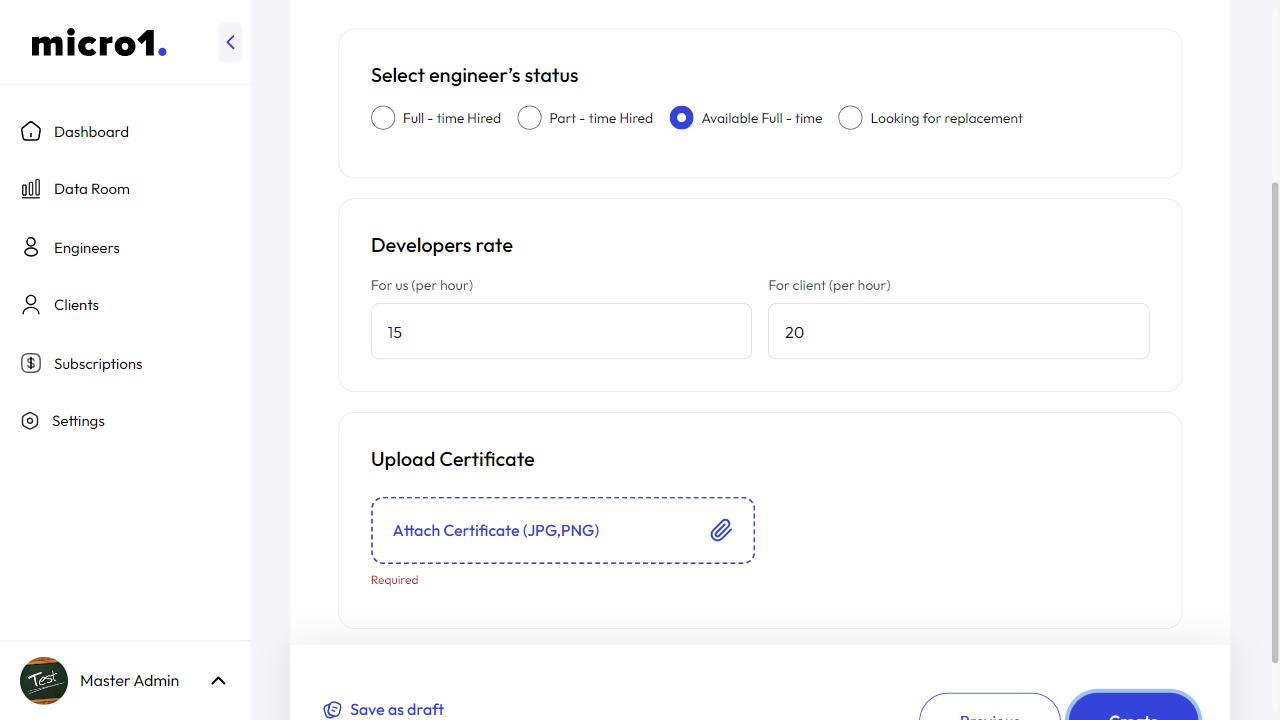 micro1.
Dashboard
Data Room
Engineers
Clients
Subscriptions
Settings
Test
Master Admin
Select engineer’s status
Full - time Hired
Part - time Hired
Available Full - time
Looking for replacement
Developers rate
For us (per hour)
For client (per hour)
15
20
Upload Certificate
Attach Certificate (JPG,PNG)
Required
Save as draft
Previous
Create